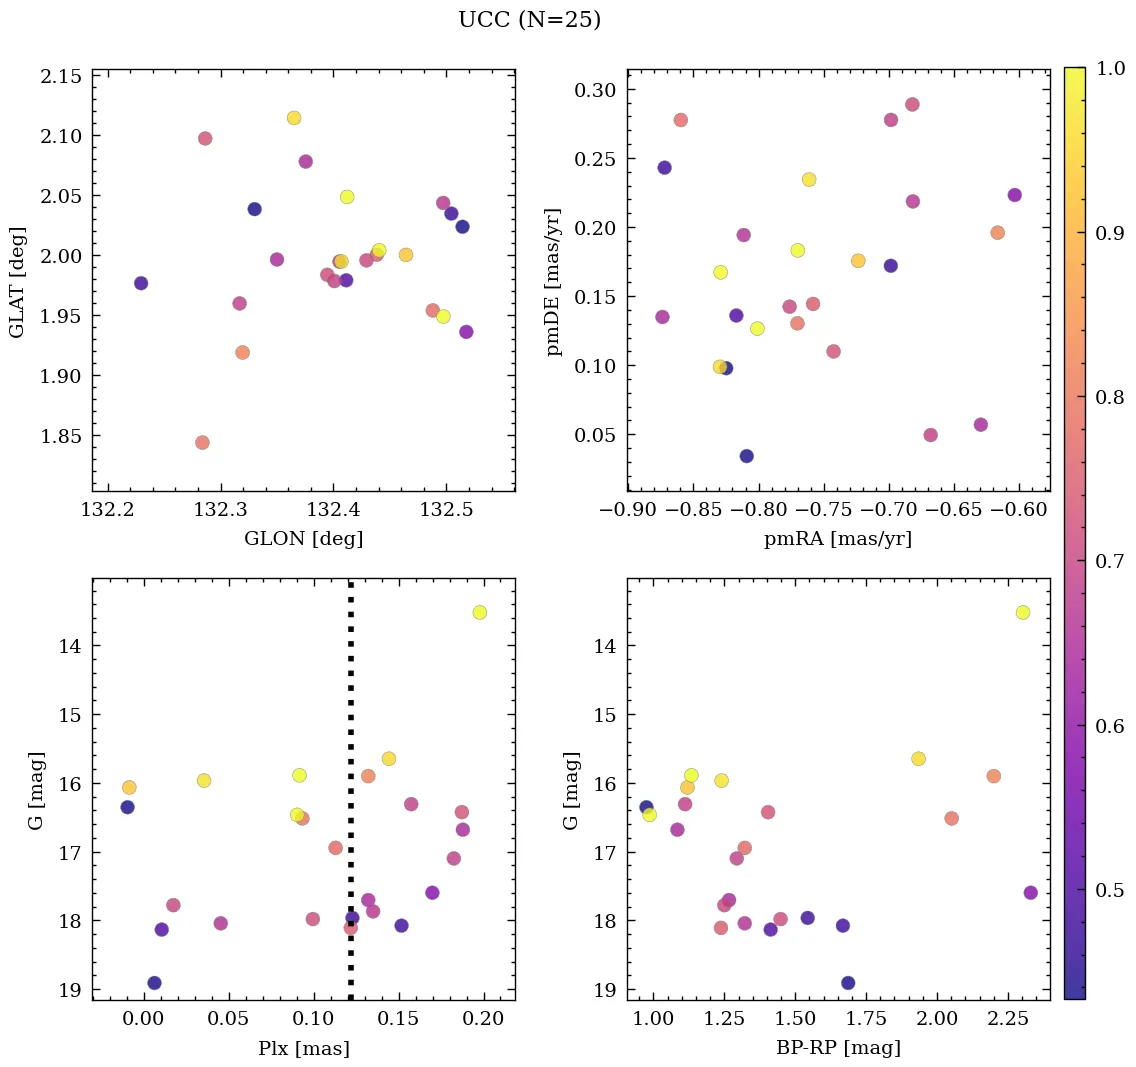 UCC (N=25)
2.15
2.10
2.05
2.00
1.95
1.90
1.85
GLAT [deg]
132.2 132.3 132.4 132.5
GLON [deg]
0.30
0.25
0.20
0.15
0.10
0.05
pmDE [mas/yr]
−0.90 −0.85 −0.80 −0.75 −0.70 −0.65 −0.60
pmRA [mas/yr]
14
15
16
17
18
19
G [mag]
0.00 0.05 0.10 0.15 0.20
Plx [mas]
14
15
16
17
18
19
G [mag]
1.00 1.25 1.50 1.75 2.00 2.25
BP-RP [mag]
1.0
0.9
0.8
0.7
0.6
0.5